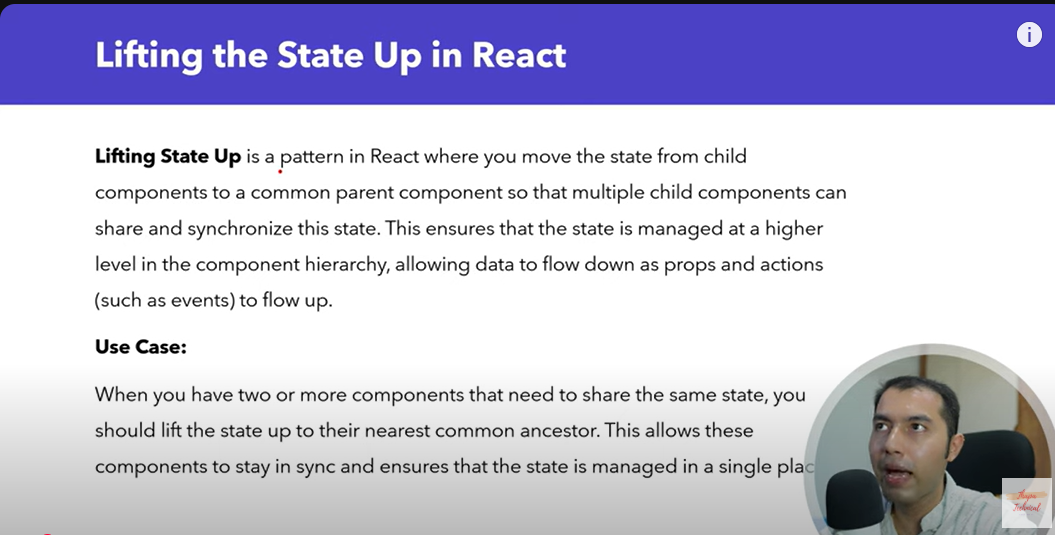 Lifting the State Up in React
i
Lifting State Up is a pattern in React where you move the state from child
components to a common parent component so that multiple child components can
share and synchronize this state. This ensures that the state is managed at a higher
level in the component hierarchy, allowing data to flow down as props and actions
(such as events) to flow up.
Use Case:
When you have two or more components that need to share the same state, you
should lift the state up to their nearest common ancestor. This allows these
components to stay in sync and ensures that the state is managed in a single
Thapa
Technical